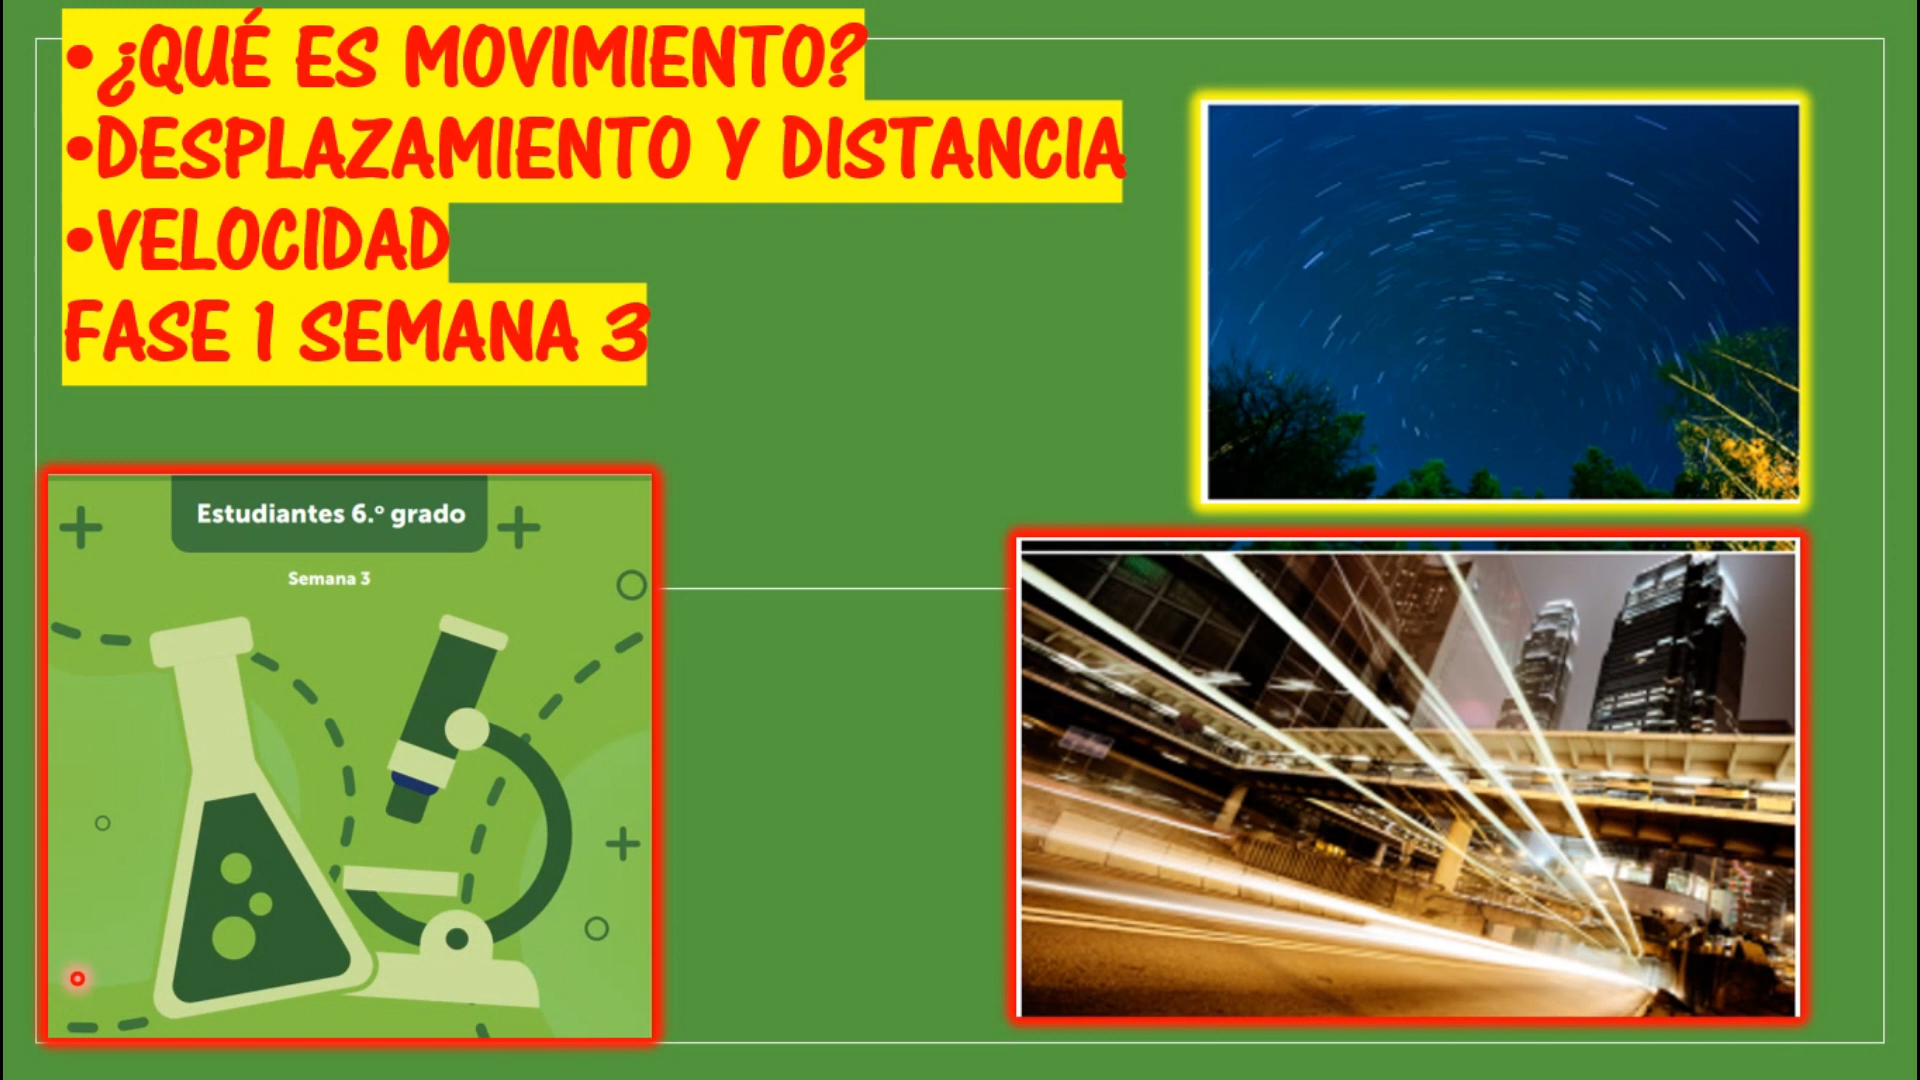 •¿QUÉ ES MOVIMIENTO?
•DESPLAZAMIENTO Y DISTANCIA
•VELOCIDAD
FASE 1 SEMANA 3
Estudiantes 6.º grado
Semana 3